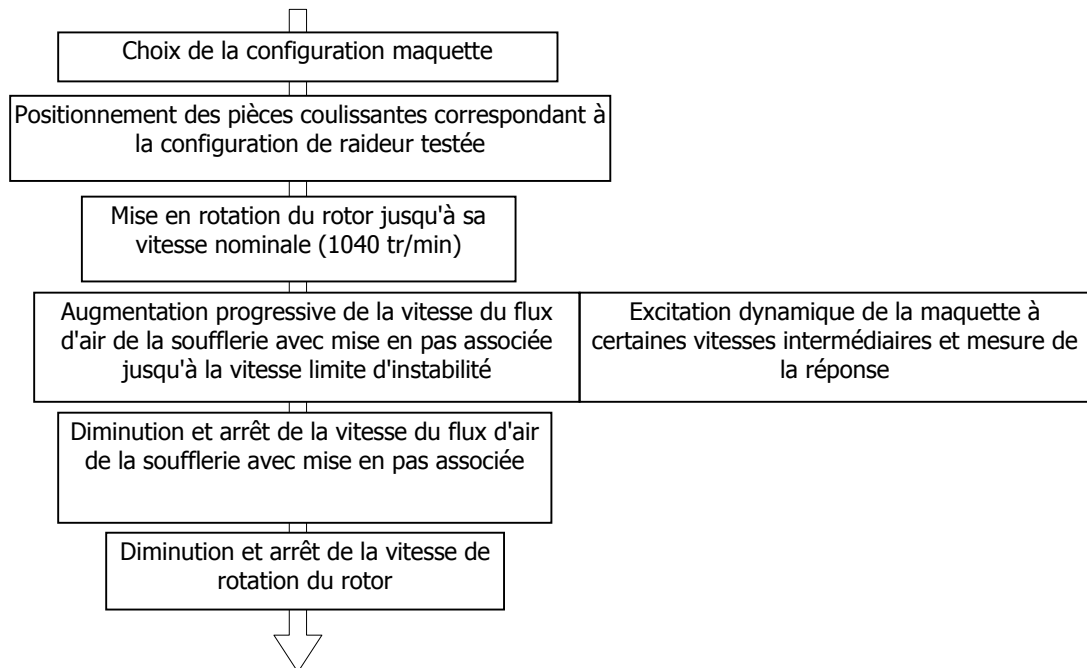 Choix de la configuration maquette
Positionnement des pièces coulissantes correspondant à
la configuration de raideur testée
Mise en rotation du rotor jusqu'à sa
vitesse nominale (1040 tr/min)
Augmentation progressive de la vitesse du flux
d'air de la soufflerie avec mise en pas associée
jusqu'à la vitesse limite d'instabilité
Excitation dynamique de la maquette à
certaines vitesses intermédiaires et mesure de
la réponse
Diminution et arrêt de la vitesse du flux d'air
de la soufflerie avec mise en pas associée
Diminution et arrêt de la vitesse de
rotation du rotor